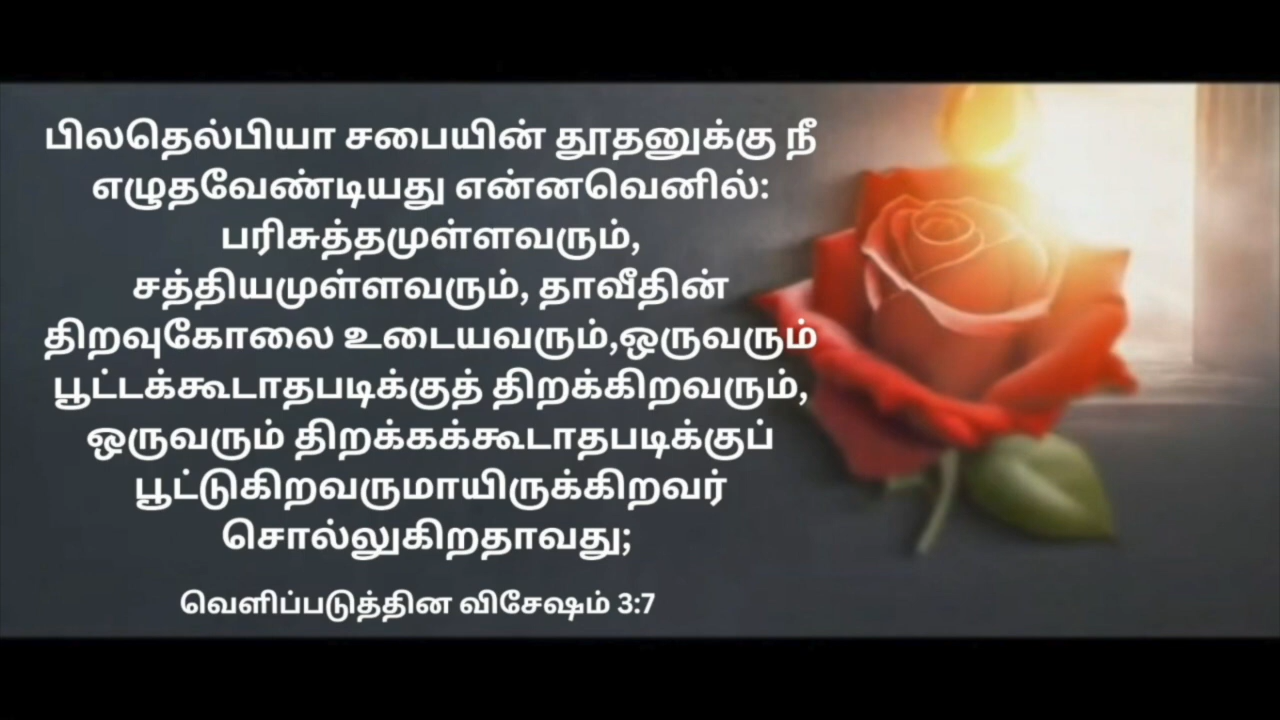 பிலதெல்பியா சபையின் தூதனுக்கு நீ
எழுதவேண்டியது என்னவெனில்:
பரிசுத்தமுள்ளவரும்,
சத்தியமுள்ளவரும், தாவீதின்
திறவுகோலை உடையவரும்,ஒருவரும்
பூட்டக்கூடாதபடிக்குத் திறக்கிறவரும்,
ஒருவரும் திறக்கக்கூடாதபடிக்குப்
பூட்டுகிறவருமாயிருக்கிறவர்
சொல்லுகிறதாவது;
வெளிப்படுத்தின விசேஷம் 3:7